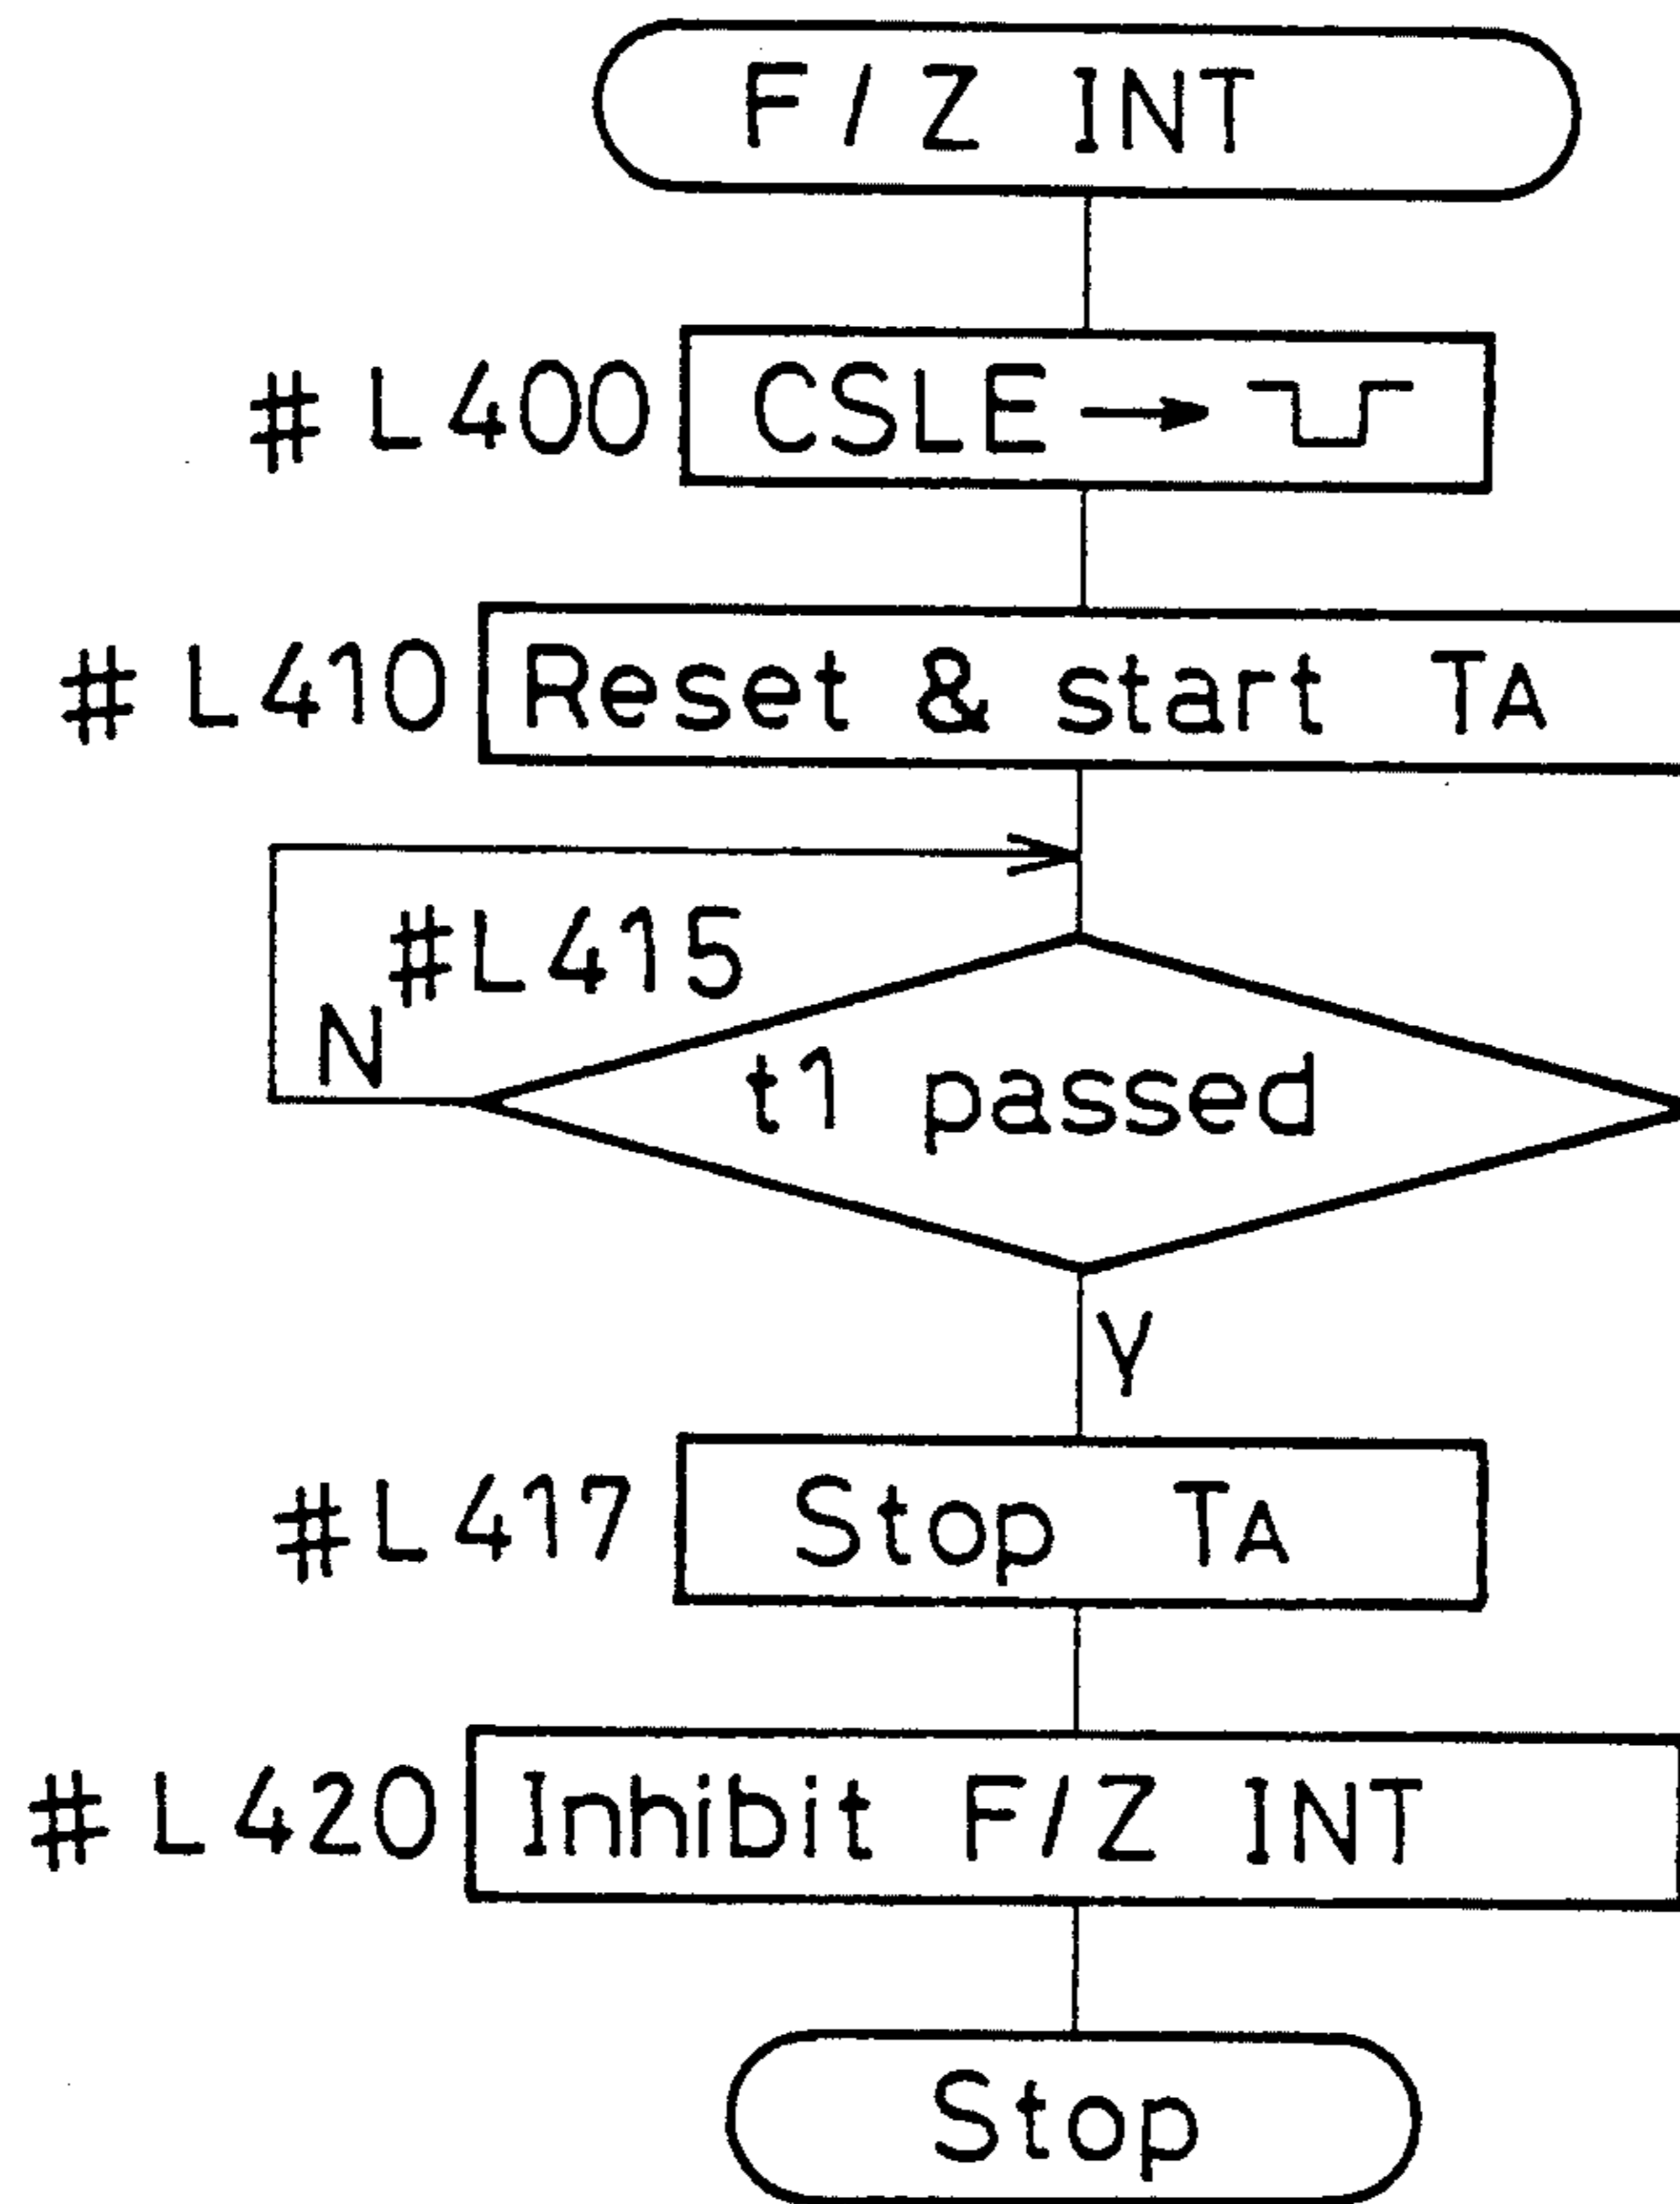 F / Z INT
# L400 CSLE →
# L410 Reset & start TA
#L415
N
t1 passed
Y
#L417 Stop TA
# L420 Inhibit F/Z INT
Stop